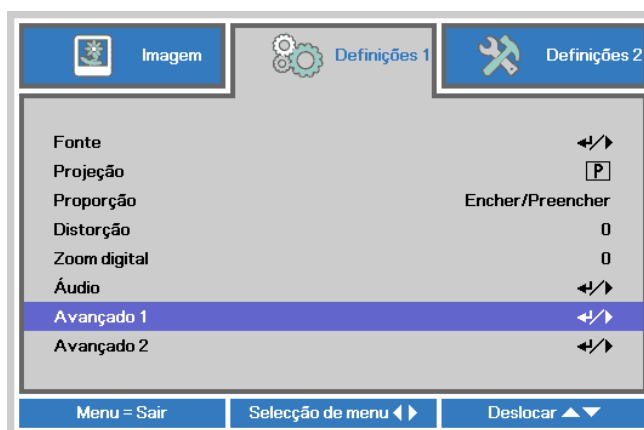 Imagem Definições 1 Definições 2
Fonte
Projeção P
Proporção Encher/Preencher
Distorção 0
Zoom digital 0
Áudio
Avançado 1
Avançado 2
Menu = Sair Selecção de menu Deslocar